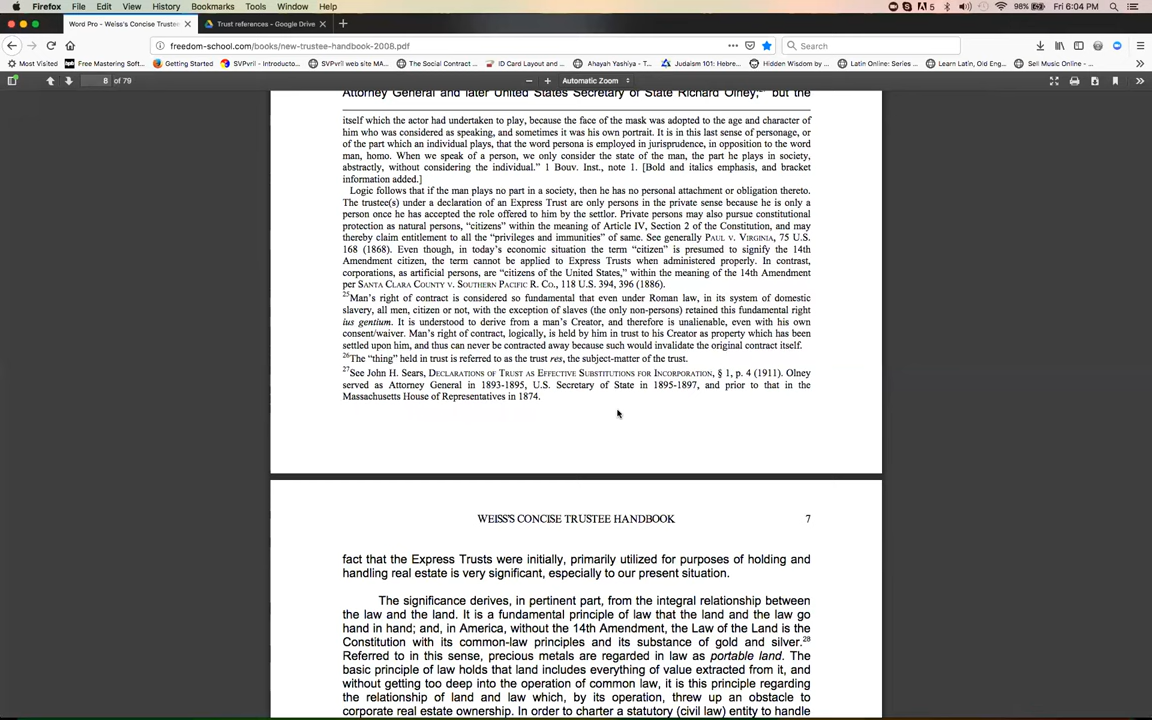 Firefox File Edit View History Bookmarks Tools Window Help 5 98% Fri 6:04 PM
Word Pro - Weiss's Concise Trustee Trust references - Google Drive
freedom-school.com/books/new-trustee-handbook-2008.pdf Search
Most Visited Free Mastering Softw... Getting Started SVPvril - Introducto... SVPvril web site MA... The Social Contract ... ID Card Layout and ... Ahayah Yashiya - T... Judaism 101: Hebre... Hidden Wisdom by ... Latin Online: Series ... Learn Latin, Old Eng... Sell Music Online - ...
8 of 79 Automatic Zoom
Attorney General and later United States Secretary of State Richard Olney;27 but the
itself which the actor had undertaken to play, because the face of the mask was adopted to the age and character of
him who was considered as speaking, and sometimes it was his own portrait. It is in this last sense of personage, or
of the part which an individual plays, that the word persona is employed in jurisprudence, in opposition to the word
man, homo. When we speak of a person, we only consider the state of the man, the part he plays in society,
abstractly, without considering the individual.” 1 Bouv. Inst., note 1. [Bold and italics emphasis, and bracket
information added.]
Logic follows that if the man plays no part in a society, then he has no personal attachment or obligation thereto.
The trustee(s) under a declaration of an Express Trust are only persons in the private sense because he is only a
person once he has accepted the role offered to him by the settlor. Private persons may also pursue constitutional
protection as natural persons, “citizens” within the meaning of Article IV, Section 2 of the Constitution, and may
thereby claim entitlement to all the “privileges and immunities” of same. See generally PAUL V. VIRGINIA, 75 U.S.
168 (1868). Even though, in today's economic situation the term “citizen” is presumed to signify the 14th
Amendment citizen, the term cannot be applied to Express Trusts when administered properly. In contrast,
corporations, as artificial persons, are “citizens of the United States,” within the meaning of the 14th Amendment
per SANTA CLARA COUNTY V. SOUTHERN PACIFIC R. CO., 118 U.S. 394, 396 (1886).
25Man's right of contract is considered so fundamental that even under Roman law, in its system of domestic
slavery, all men, citizen or not, with the exception of slaves (the only non-persons) retained this fundamental right
ius gentium. It is understood to derive from a man's Creator, and therefore is unalienable, even with his own
consent/waiver. Man's right of contract, logically, is held by him in trust to his Creator as property which has been
settled upon him, and thus can never be contracted away because such would invalidate the original contract itself.
26The “thing” held in trust is referred to as the trust res, the subject-matter of the trust.
27See John H. Sears, DECLARATIONS OF TRUST AS EFFECTIVE SUBSTITUTIONS FOR INCORPORATION, § 1, p. 4 (1911). Olney
served as Attorney General in 1893-1895, U.S. Secretary of State in 1895-1897, and prior to that in the
Massachusetts House of Representatives in 1874.
WEISS'S CONCISE TRUSTEE HANDBOOK 7
fact that the Express Trusts were initially, primarily utilized for purposes of holding and
handling real estate is very significant, especially to our present situation.
The significance derives, in pertinent part, from the integral relationship between
the law and the land. It is a fundamental principle of law that the land and the law go
hand in hand; and, in America, without the 14th Amendment, the Law of the Land is the
Constitution with its common-law principles and its substance of gold and silver.28
Referred to in this sense, precious metals are regarded in law as portable land. The
basic principle of law holds that land includes everything of value extracted from it, and
without getting too deep into the operation of common law, it is this principle regarding
the relationship of land and law which, by its operation, threw up an obstacle to
corporate real estate ownership. In order to charter a statutory (civil law) entity to handle